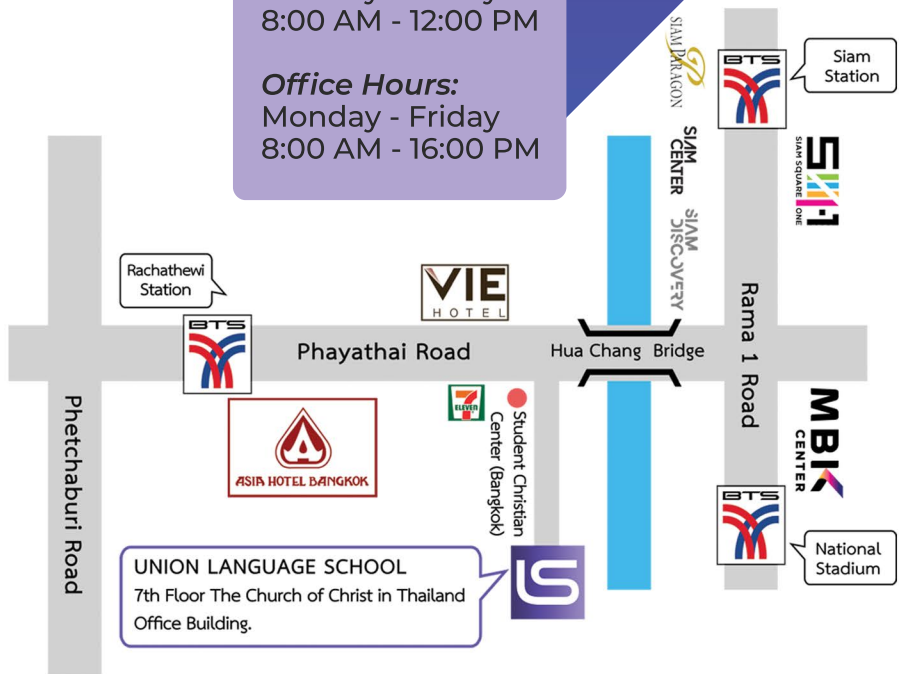 8:00 AM - 12:00 PM
Office Hours:
Monday - Friday
8:00 AM - 16:00 PM
SIAM PARAGON
BTS
Siam
Station
SIAM
CENTER
SIAM SQUARE ONE
SIAM
DISCOVERY
Rachathewi
Station
BTS
VIE
HOTEL
Phayathai Road
Hua Chang Bridge
Rama 1 Road
Phetchaburi Road
ASIA HOTEL BANGKOK
7
ELEVEN
Student Christian
Center (Bangkok)
MBK
CENTER
BTS
National
Stadium
UNION LANGUAGE SCHOOL
7th Floor The Church of Christ in Thailand
Office Building.
LS